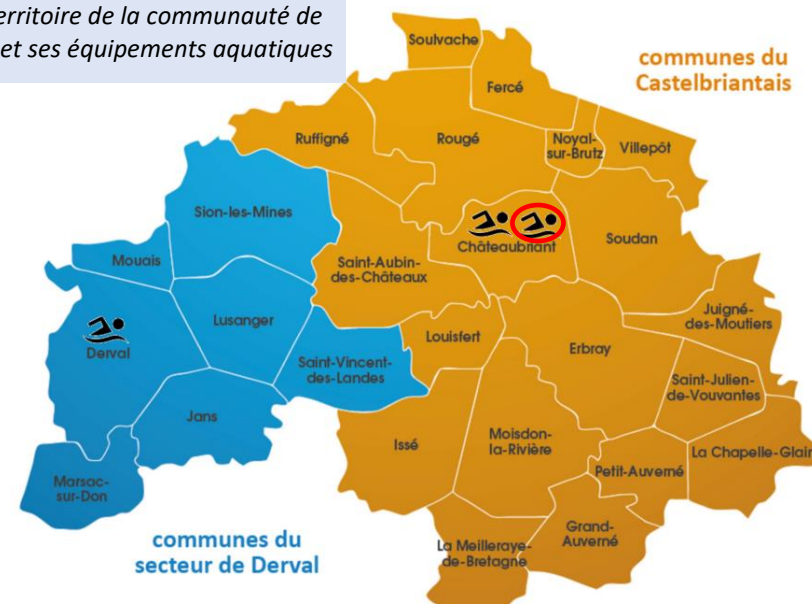 erritoire de la communauté de
et ses équipements aquatiques
communes du
Castelbriantais
Soulvache
Fercé
Ruffigné
Rougé
Noyal-
sur-Brutz
Villepôt
Sion-les-Mines
Mouais
Saint-Aubin-
des-Châteaux
Châteaubriant
Soudan
Lusanger
Derval
Louisfert
Juigné-
des-Moutiers
Erbray
Saint-Vincent-
des-Landes
Saint-Julien-
de-Vouvantes
Jans
Issé
Moisdon-
la-Rivière
La Chapelle-Glain
Petit-Auverné
Marsac-
sur-Don
Grand-
Auverné
communes du
secteur de Derval
La Meilleraye-
de-Bretagne